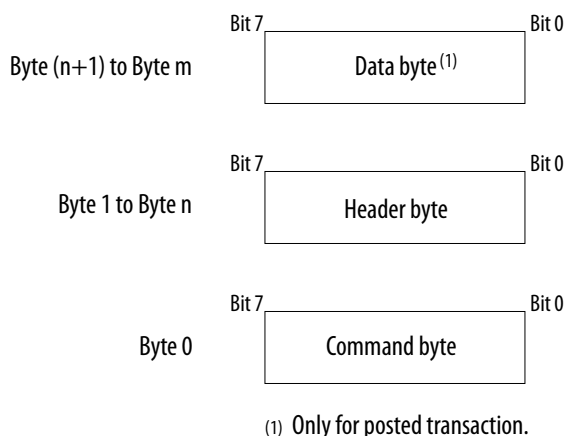 Bit 7 Bit 0
Byte (n+1) to Byte m Data byte (1)
Bit 7 Bit 0
Byte 1 to Byte n Header byte
Bit 7 Bit 0
Byte 0 Command byte
(1) Only for posted transaction.